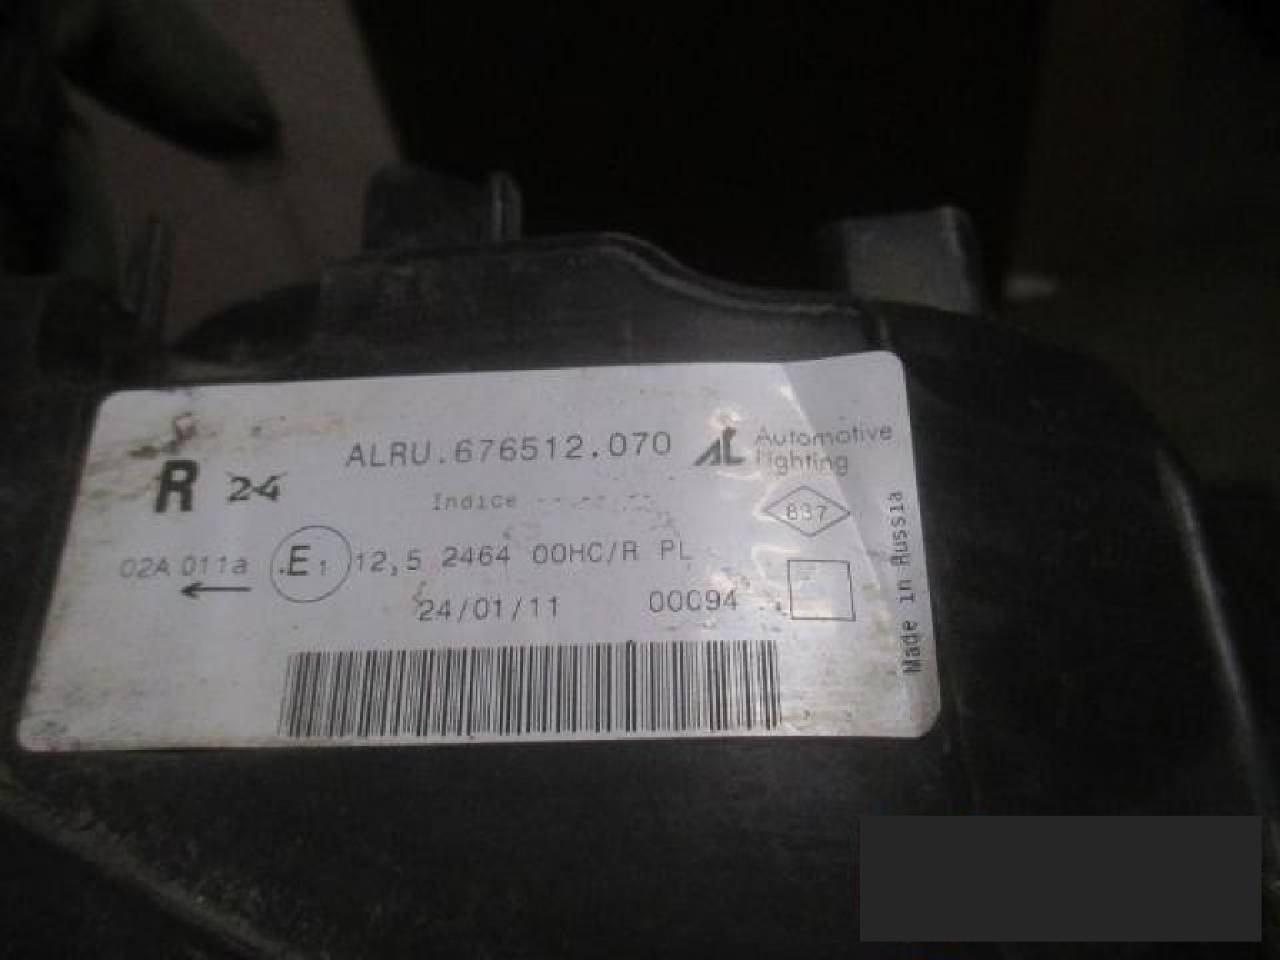 ALRU.676512.070
Automotive
Lighting
R 24
Indice
837
02A 011a E1 12,5 2464 00HC/R PL
24/01/11 00094
Made in Russia